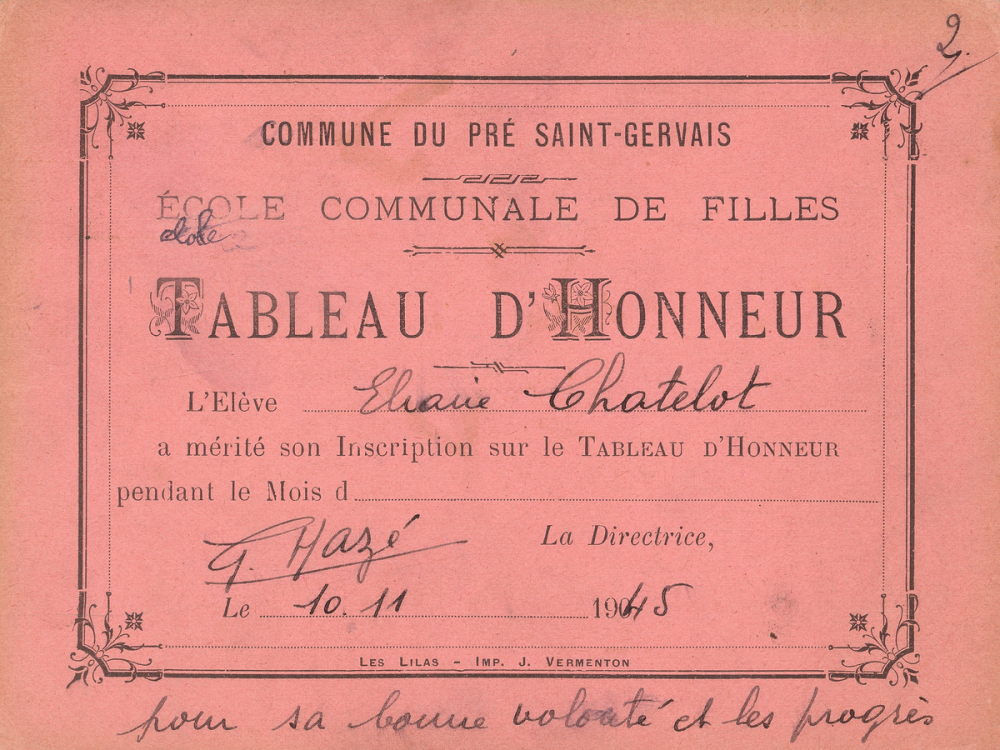 2.
COMMUNE DU PRÉ SAINT-GERVAIS
ÉCOLE COMMUNALE DE FILLES
TABLEAU D'HONNEUR
L'Elève Eliane Chatelot
a mérité son Inscription sur le TABLEAU D'HONNEUR
pendant le Mois d
La Directrice,
G. Hazé
Le 10.11 1945
LES LILAS - IMP. J. VERMENTON
pour sa bonne volonté et les progrès